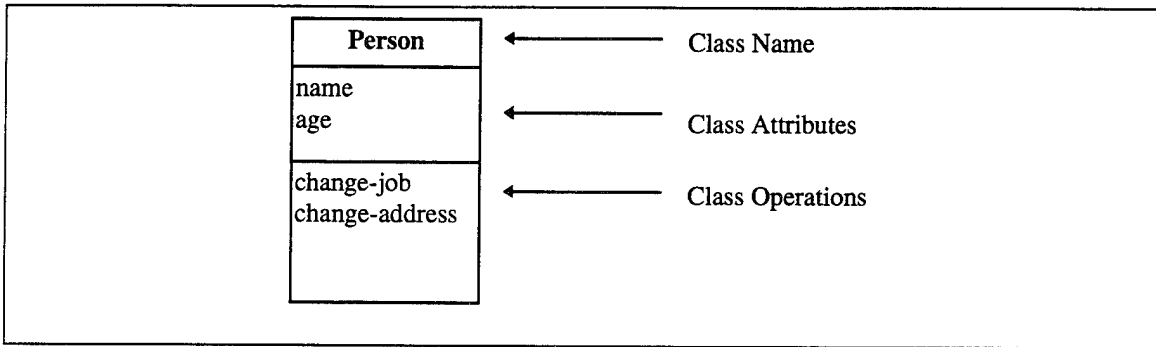 Person
Class Name
name
age
Class Attributes
change-job
change-address
Class Operations